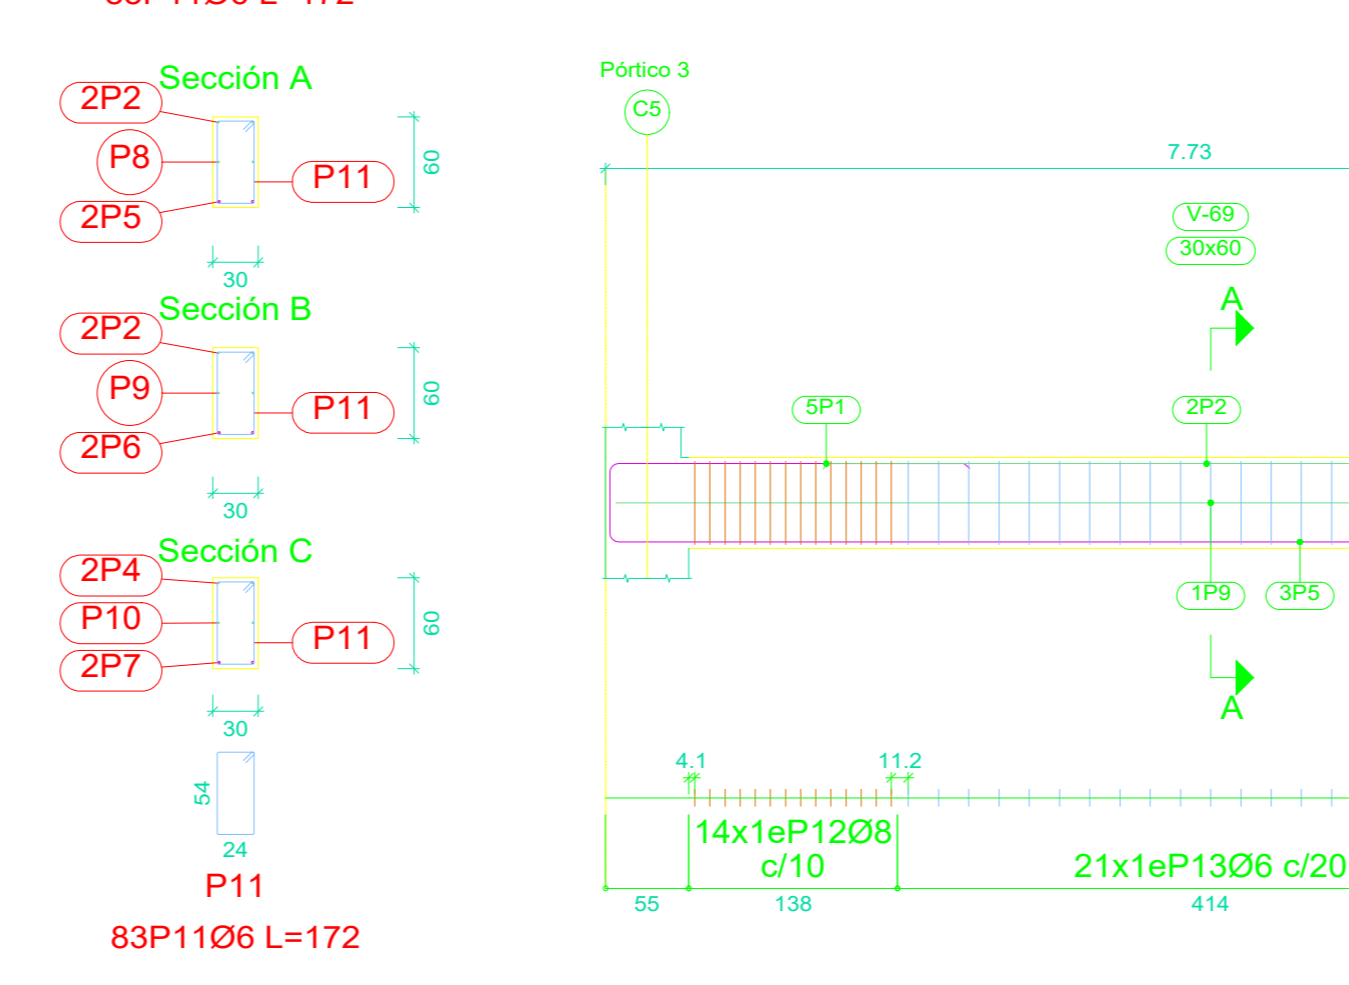 Sección A
2P2
P8
2P5
P11
60
30
Sección B
2P2
P9
2P6
P11
60
30
Sección C
2P4
P10
2P7
P11
60
30
54
24
P11
83P11Ø6 L=172
Pórtico 3
C5
7.73
V-69
30x60
A
5P1
2P2
1P9
3P5
A
4.1
11.2
14x1eP12Ø8
c/10
21x1eP13Ø6 c/20
55
138
414